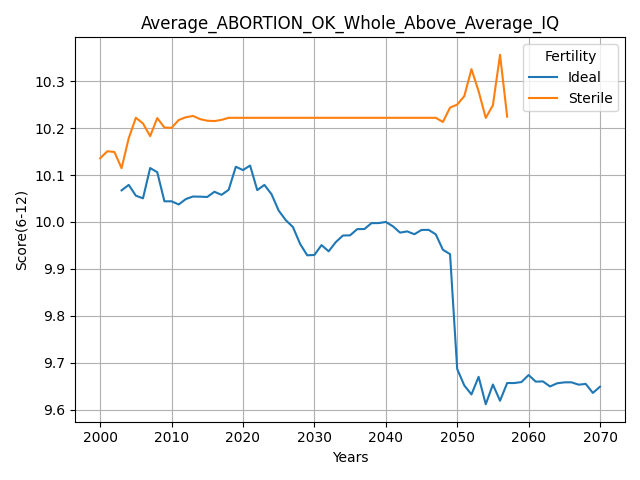 Average_ABORTION_OK_Whole_Above_Average_IQ
Fertility
Ideal
Sterile
Score(6-12)
10.3
10.2
10.1
10.0
9.9
9.8
9.7
9.6
2000 2010 2020 2030 2040 2050 2060 2070
Years